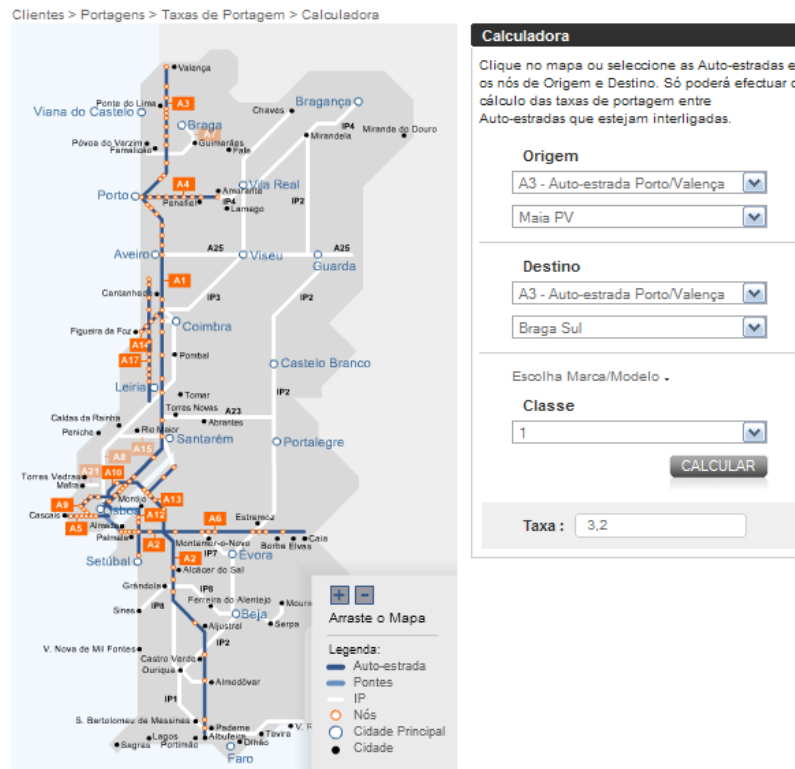 Clientes > Portagens > Taxas de Portagem > Calculadora
Valença
Ponte do Lima
A3
Viana do Castelo
Braga
A7
Póvoa do Varzim
Guimarães
Famalicão
Fafe
Chaves
Bragança
IP4
Mirandela
Miranda do Douro
A4
Amarante
Vila Real
Porto
Penafiel
IP4
Lamego
IP2
Aveiro
A25
Viseu
A25
Guarda
A1
Cantanhede
IP3
IP2
Figueira da Foz
Coimbra
A14
A17
Pombal
Castelo Branco
Leiria
IP2
Tomar
Torres Novas
A23
Caldas da Rainha
Abrantes
Peniche
Rio Maior
Santarém
Portalegre
A15
A8
A21
A10
Torres Vedras
Mafra
A9
Lisboa
Montijo
A13
A12
Cascais
A5
Almada
A6
Estremoz
Palmela
A2
Montemor-o-Novo
Borba
Elvas
Caia
IP7
Évora
Setúbal
A2
Alcácer do Sal
Grândola
IP8
Ferreira do Alentejo
Moura
Sines
IP8
Beja
Aljustrel
Serpa
V. Nova de Mil Fontes
IP2
Castro Verde
Ourique
Almodôvar
IP1
S. Bartolomeu de Messines
Paderne
V. R
Lagos
Albufeira
Tavira
Sagres
Portimão
Olhão
Faro
+ -
Arraste o Mapa
Legenda:
Auto-estrada
Pontes
IP
Nós
Cidade Principal
Cidade
Calculadora
Clique no mapa ou seleccione as Auto-estradas e
os nós de Origem e Destino. Só poderá efectuar o
cálculo das taxas de portagem entre
Auto-estradas que estejam interligadas.
Origem
A3 - Auto-estrada Porto/Valença
Maia PV
Destino
A3 - Auto-estrada Porto/Valença
Braga Sul
Escolha Marca/Modelo
Classe
1
CALCULAR
Taxa : 3,2